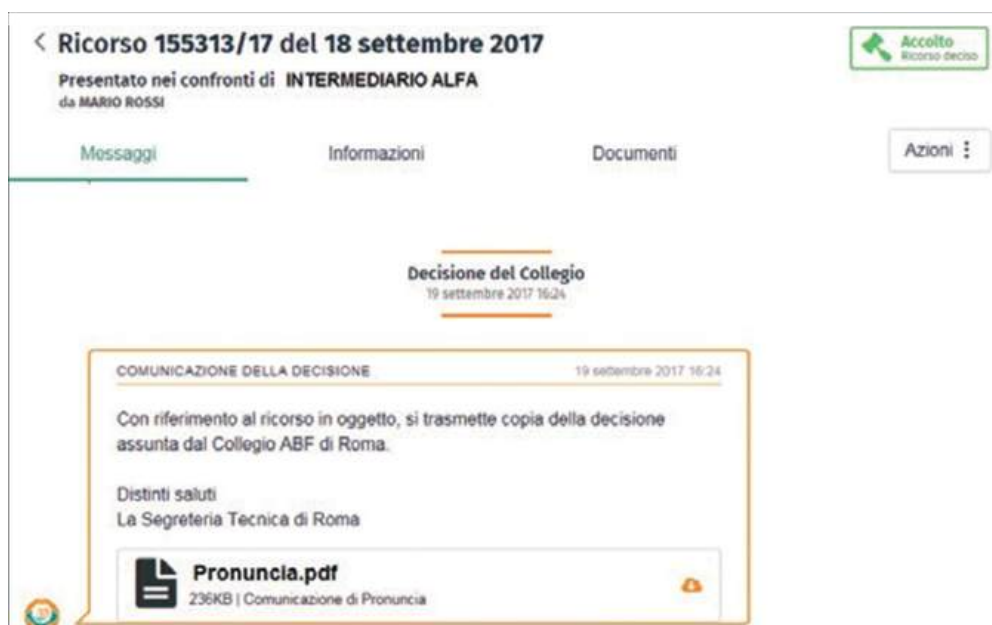 < Ricorso 155313/17 del 18 settembre 2017
Accolto
Ricorso deciso
Presentato nei confronti di INTERMEDIARIO ALFA
da MARIO ROSSI
Messaggi Informazioni Documenti Azioni
Decisione del Collegio
19 settembre 2017 16:24
COMUNICAZIONE DELLA DECISIONE 19 settembre 2017 16:24
Con riferimento al ricorso in oggetto, si trasmette copia della decisione
assunta dal Collegio ABF di Roma.
Distinti saluti
La Segreteria Tecnica di Roma
Pronuncia.pdf
236KB | Comunicazione di Pronuncia